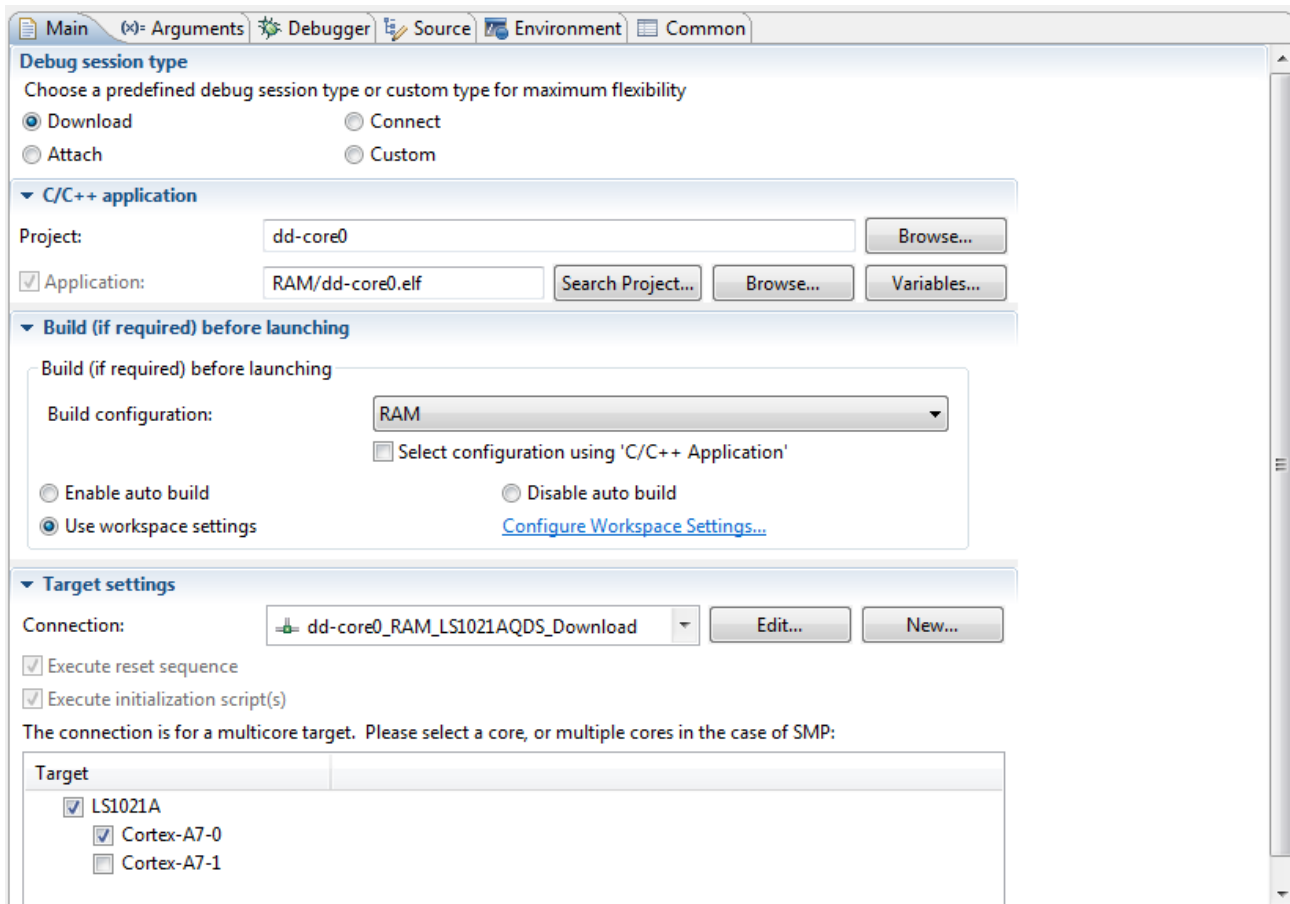 Main (x)= Arguments Debugger Source Environment Common
Debug session type
Choose a predefined debug session type or custom type for maximum flexibility
Download Connect
Attach Custom
C/C++ application
Project: dd-core0 Browse...
Application: RAM/dd-core0.elf Search Project... Browse... Variables...
Build (if required) before launching
Build (if required) before launching
Build configuration: RAM
Select configuration using 'C/C++ Application'
Enable auto build Disable auto build
Use workspace settings Configure Workspace Settings...
Target settings
Connection: dd-core0_RAM_LS1021AQDS_Download Edit... New...
Execute reset sequence
Execute initialization script(s)
The connection is for a multicore target. Please select a core, or multiple cores in the case of SMP:
Target
LS1021A
Cortex-A7-0
Cortex-A7-1